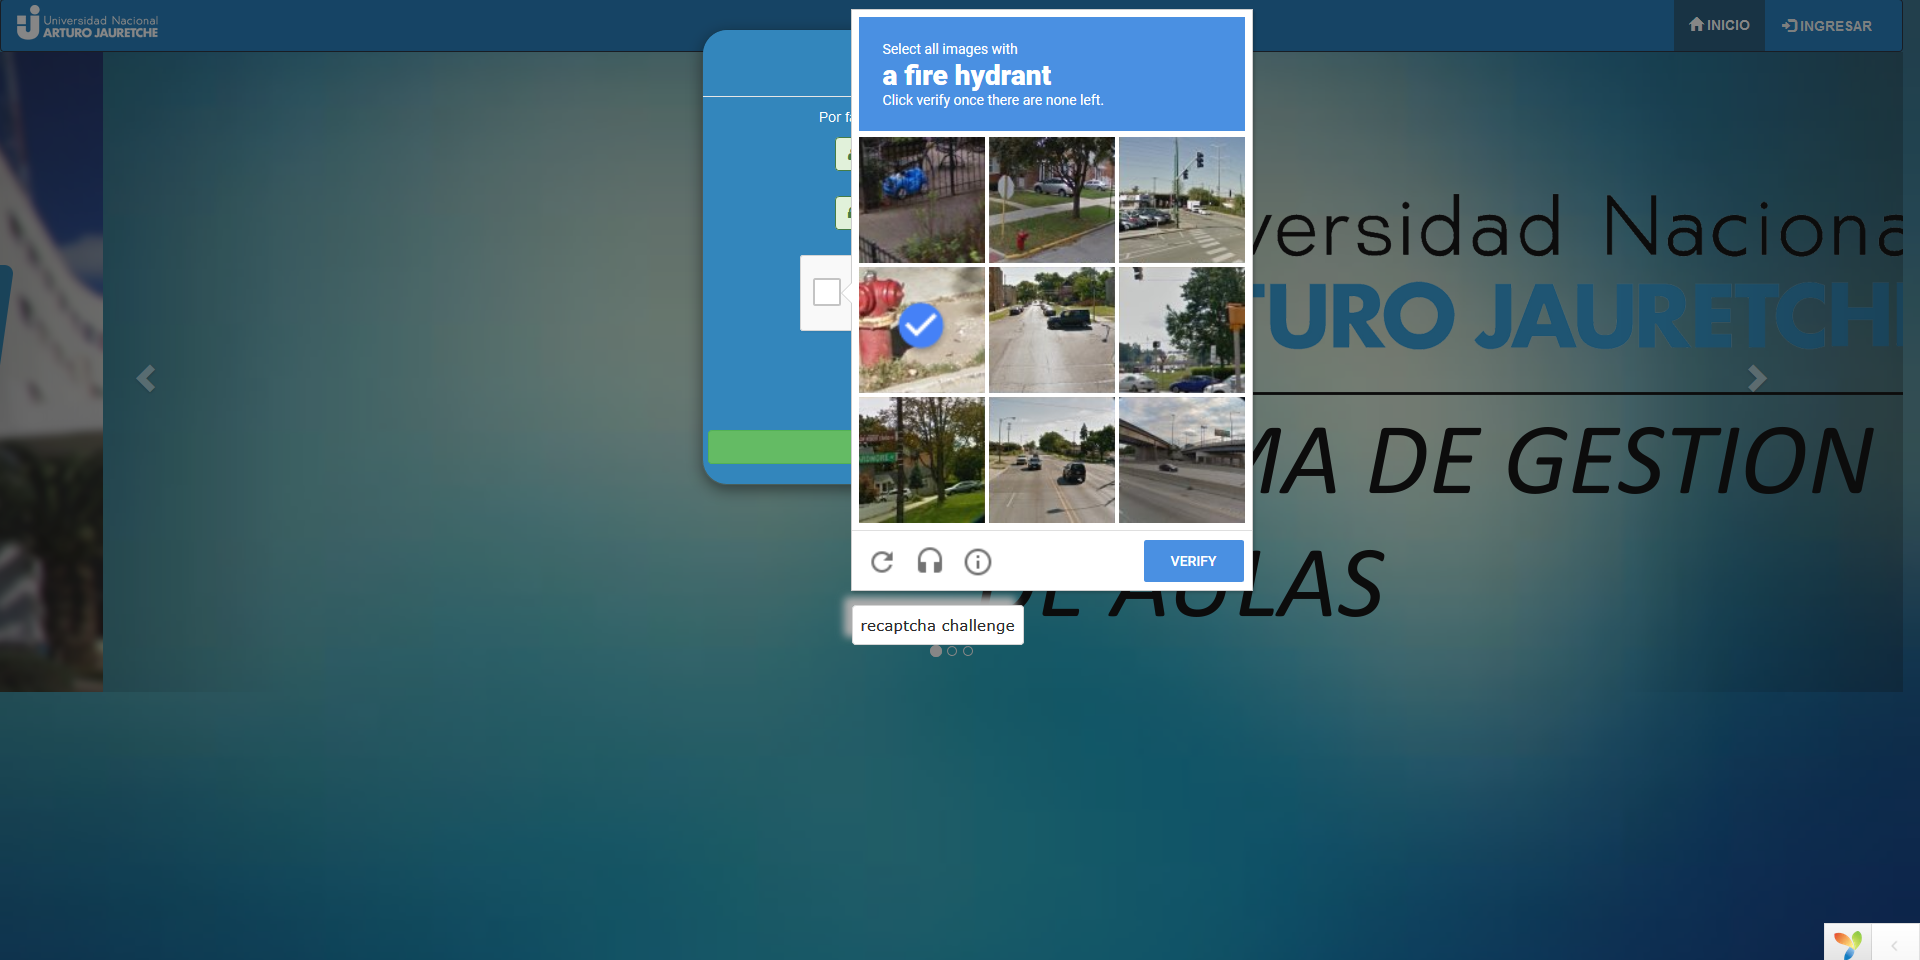 Universidad Nacional
ARTURO JAURETCHE
INICIO
INGRESAR
Select all images with
a fire hydrant
Click verify once there are none left.
Por fa
versidad Naciona
TURO JAURETCHE
MA DE GESTION
DE AULAS
VERIFY
recaptcha challenge